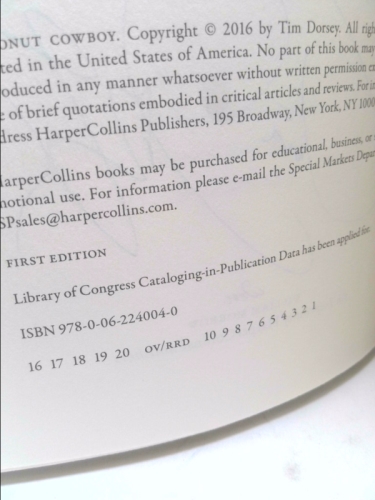 ONUT COWBOY. Copyright © 2016 by Tim Dorsey. All righ
ted in the United States of America. No part of this book may
oduced in any manner whatsoever without written permission ex
e of brief quotations embodied in critical articles and reviews. For in
dress HarperCollins Publishers, 195 Broadway, New York, NY 1000
HarperCollins books may be purchased for educational, business, or
motional use. For information please e-mail the Special Markets Depar
SPsales@harpercollins.com.
FIRST EDITION
Library of Congress Cataloging-in-Publication Data has been applied for.
ISBN 978-0-06-224004-0
16 17 18 19 20 OV/RRD 10 9 8 7 6 5 4 3 2 1